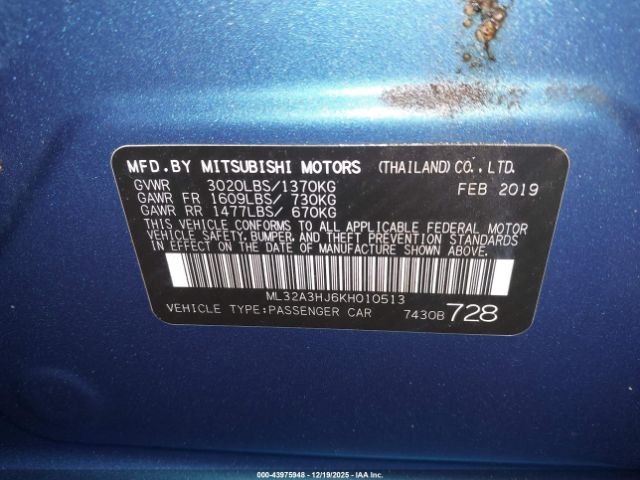 MFD. BY MITSUBISHI MOTORS (THAILAND) CO., LTD.
GVWR 3020LBS/1370KG FEB 2019
GAWR FR 1609LBS/ 730KG
GAWR RR 1477LBS/ 670KG
THIS VEHICLE CONFORMS TO ALL APPLICABLE FEDERAL MOTOR
VEHICLE SAFETY, BUMPER, AND THEFT PREVENTION STANDARDS
IN EFFECT ON THE DATE OF MANUFACTURE SHOWN ABOVE.
ML32A3HJ6KH010513
VEHICLE TYPE:PASSENGER CAR 7430B 728
000-43975948 - 12/19/2025 - IAAI.com